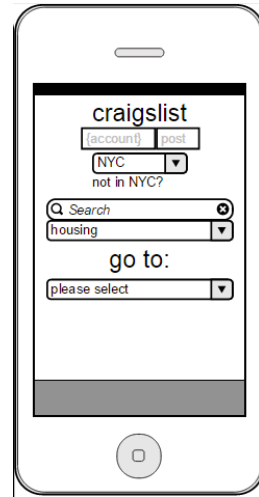 craigslist
{account} post
NYC
not in NYC?
Search
housing
go to:
please select